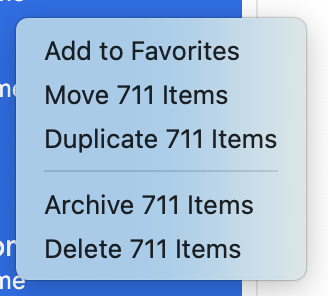 Add to Favorites
Move 711 Items
Duplicate 711 Items
Archive 711 Items
Delete 711 Items